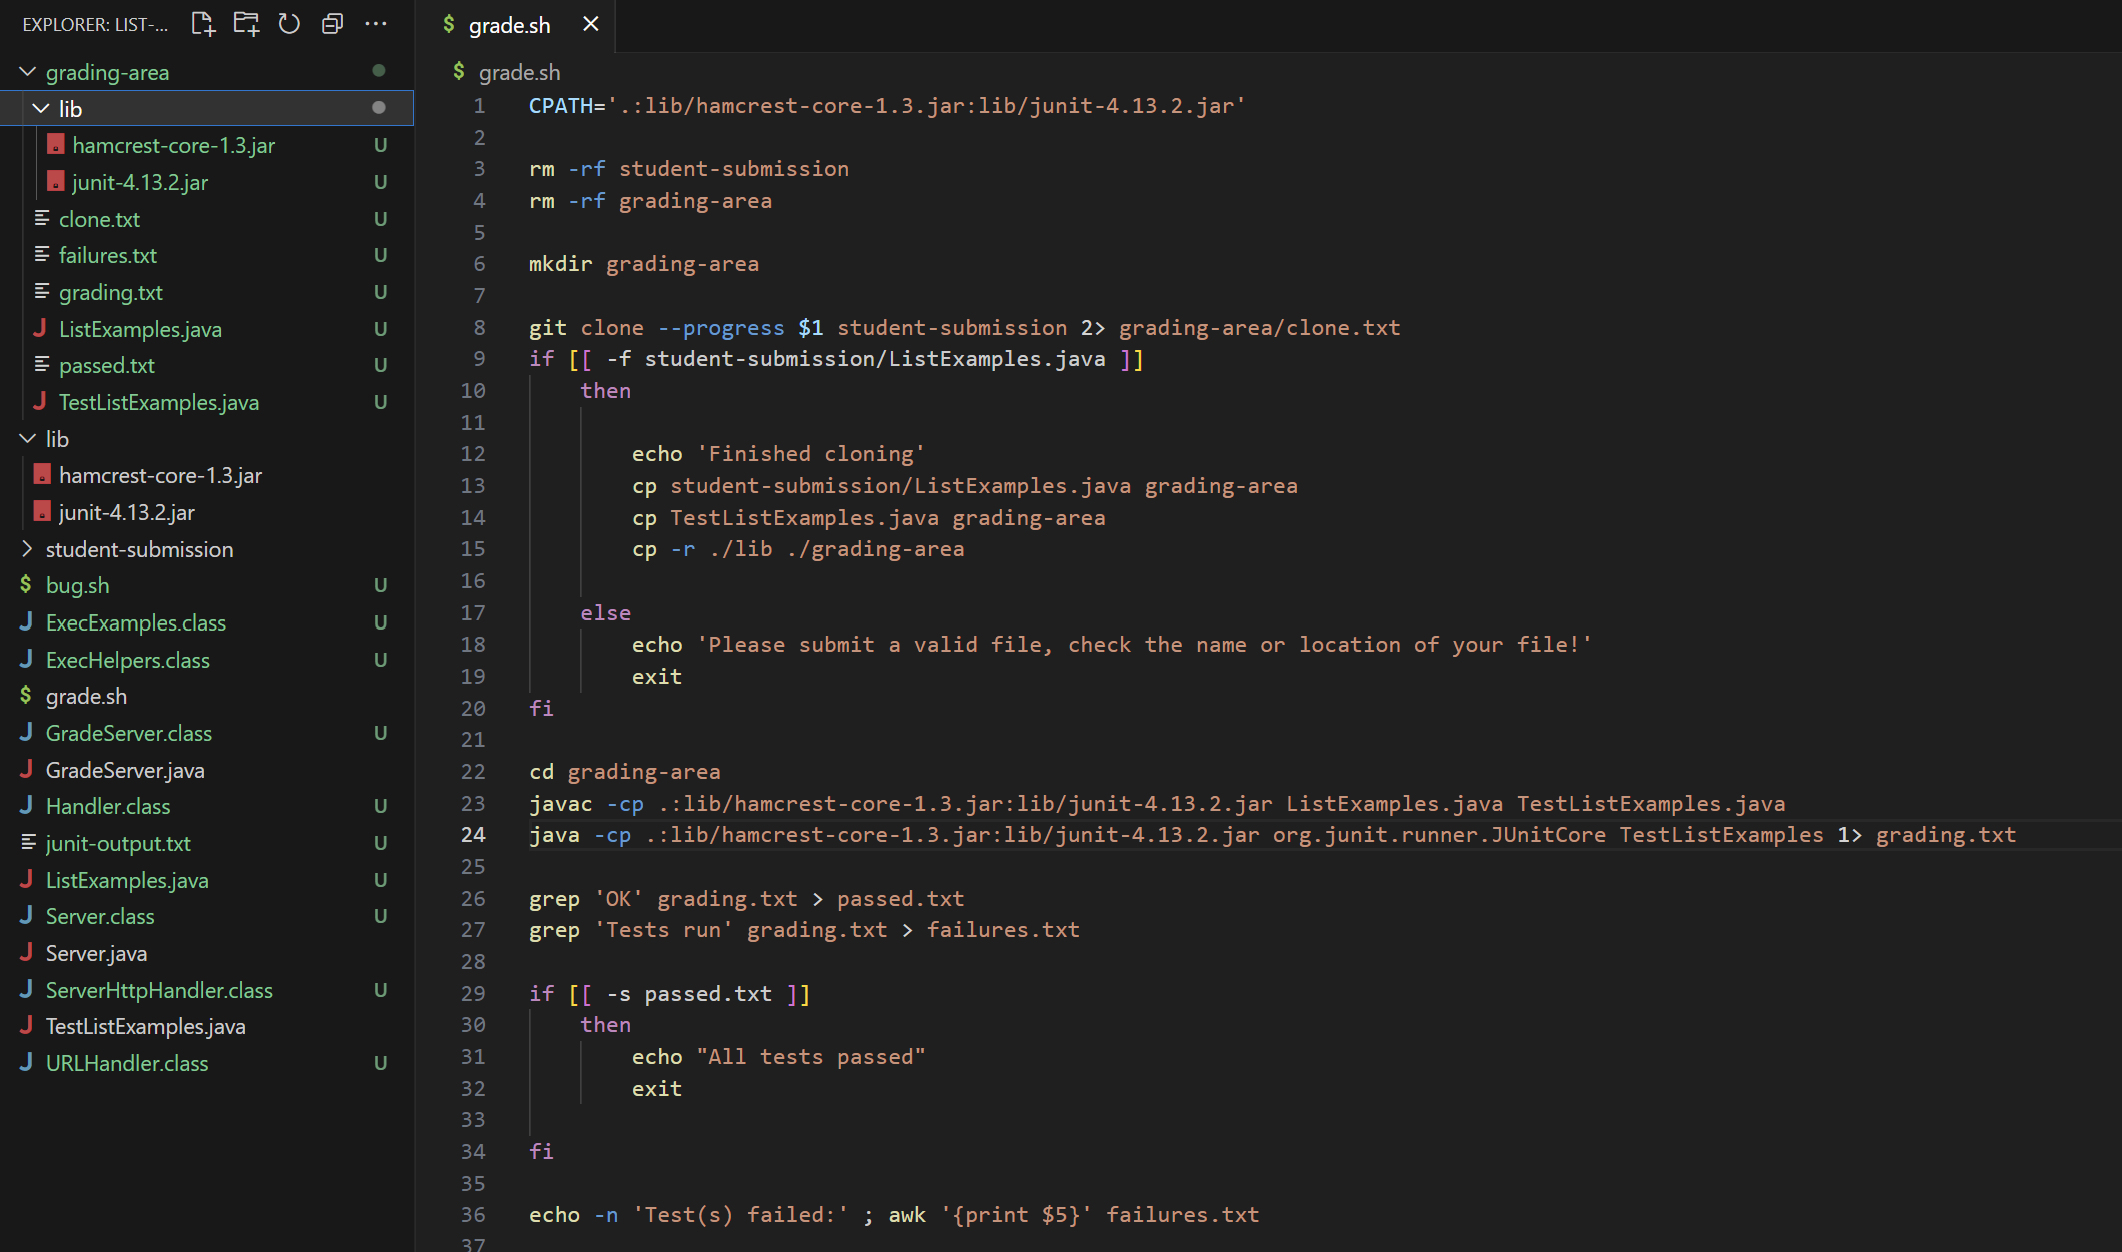 EXPLORER: LIST-...
grading-area
lib
hamcrest-core-1.3.jar U
junit-4.13.2.jar U
clone.txt U
failures.txt U
grading.txt U
ListExamples.java U
passed.txt U
TestListExamples.java U
lib
hamcrest-core-1.3.jar
junit-4.13.2.jar
student-submission
$ bug.sh U
ExecExamples.class U
ExecHelpers.class U
$ grade.sh
GradeServer.class U
GradeServer.java
Handler.class U
junit-output.txt U
ListExamples.java U
Server.class U
Server.java
ServerHttpHandler.class U
TestListExamples.java
URLHandler.class U
$ grade.sh
$ grade.sh
1 CPATH='.:lib/hamcrest-core-1.3.jar:lib/junit-4.13.2.jar'
2
3 rm -rf student-submission
4 rm -rf grading-area
5
6 mkdir grading-area
7
8 git clone --progress $1 student-submission 2> grading-area/clone.txt
9 if [[ -f student-submission/ListExamples.java ]]
10 then
11
12 echo 'Finished cloning'
13 cp student-submission/ListExamples.java grading-area
14 cp TestListExamples.java grading-area
15 cp -r ./lib ./grading-area
16
17 else
18 echo 'Please submit a valid file, check the name or location of your file!'
19 exit
20 fi
21
22 cd grading-area
23 javac -cp .:lib/hamcrest-core-1.3.jar:lib/junit-4.13.2.jar ListExamples.java TestListExamples.java
24 java -cp .:lib/hamcrest-core-1.3.jar:lib/junit-4.13.2.jar org.junit.runner.JUnitCore TestListExamples 1> grading.txt
25
26 grep 'OK' grading.txt > passed.txt
27 grep 'Tests run' grading.txt > failures.txt
28
29 if [[ -s passed.txt ]]
30 then
31 echo "All tests passed"
32 exit
33
34 fi
35
36 echo -n 'Test(s) failed:' ; awk '{print $5}' failures.txt
37